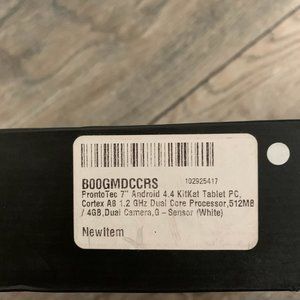 B00GMDCCRS 102925417
ProntoTec 7" Android 4.4 KitKat Tablet PC,
Cortex A8 1.2 GHz Dual Core Processor,512MB
/ 4GB,Dual Camera,G - Sensor (White)
NewItem